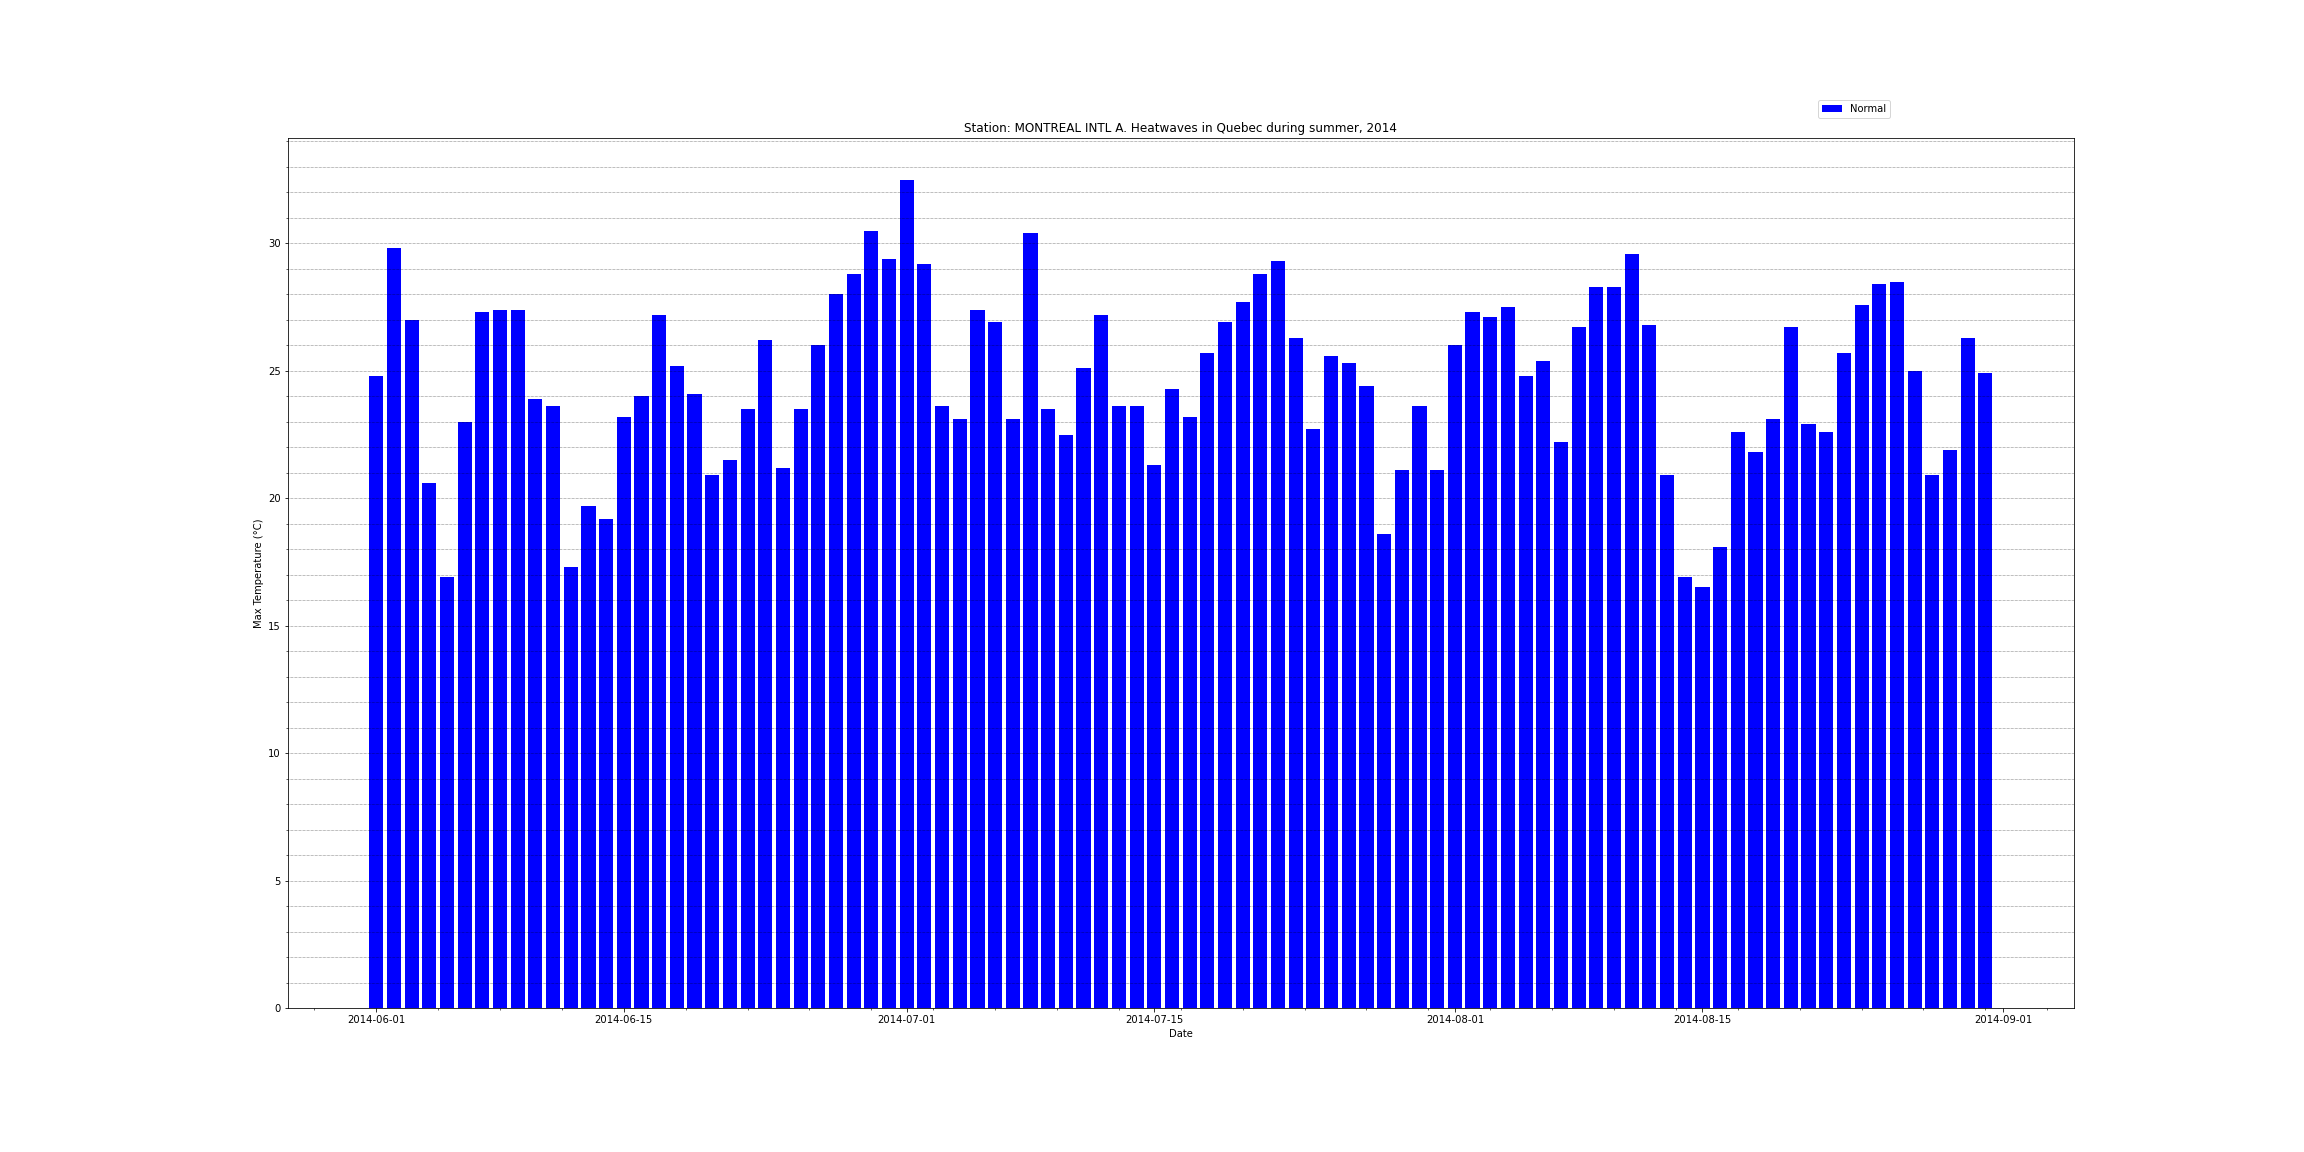 Normal
Station: MONTREAL INTL A. Heatwaves in Quebec during summer, 2014
30
25
20
15
10
5
0
Max Temperature (°C)
2014-06-01 2014-06-15 2014-07-01 2014-07-15 2014-08-01 2014-08-15 2014-09-01
Date